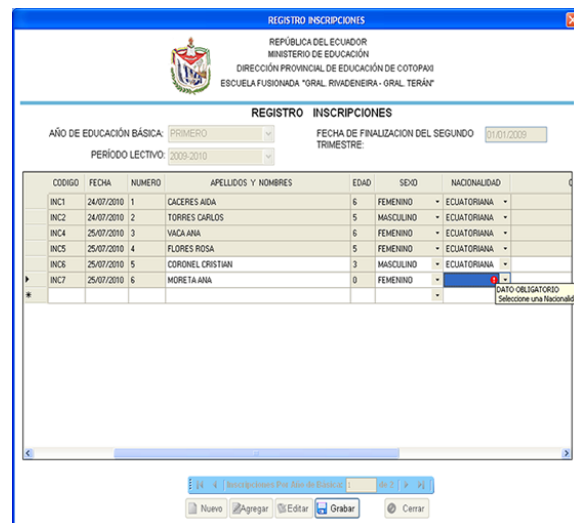 REGISTRO INSCRIPCIONES
REPÚBLICA DEL ECUADOR
MINISTERIO DE EDUCACIÓN
DIRECCIÓN PROVINCIAL DE EDUCACIÓN DE COTOPAXI
ESCUELA FUSIONADA "GRAL. RIVADENEIRA - GRAL. TERÁN"
REGISTRO INSCRIPCIONES
AÑO DE EDUCACIÓN BÁSICA: PRIMERO FECHA DE FINALIZACION DEL SEGUNDO TRIMESTRE: 01/01/2009
PERÍODO LECTIVO: 2009-2010
CODIGO FECHA NUMERO APELLIDOS Y NOMBRES EDAD SEXO NACIONALIDAD
INC1 24/07/2010 1 CACERES AIDA 6 FEMENINO ECUATORIANA
INC2 24/07/2010 2 TORRES CARLOS 5 MASCULINO ECUATORIANA
INC4 25/07/2010 3 VACA ANA 6 FEMENINO ECUATORIANA
INC5 25/07/2010 4 FLORES ROSA 5 FEMENINO ECUATORIANA
INC6 25/07/2010 5 CORONEL CRISTIAN 3 MASCULINO ECUATORIANA
INC7 25/07/2010 6 MORETA ANA 0 FEMENINO
DATO OBLIGATORIO
Seleccione una Nacionalid
Inscripciones Por Año de Básica: 1 de 2
Nuevo Agregar Editar Grabar Cerrar